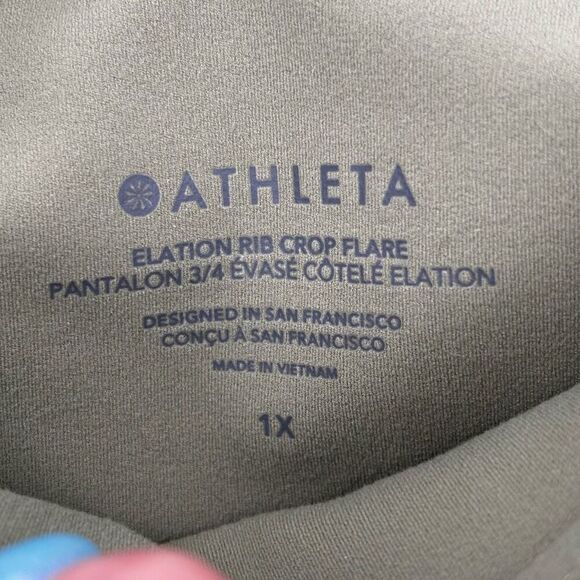 ATHLETA
ELATION RIB CROP FLARE
PANTALON 3/4 ÉVASÉ CÔTELÉ ELATION
DESIGNED IN SAN FRANCISCO
CONÇU À SAN FRANCISCO
MADE IN VIETNAM
1X